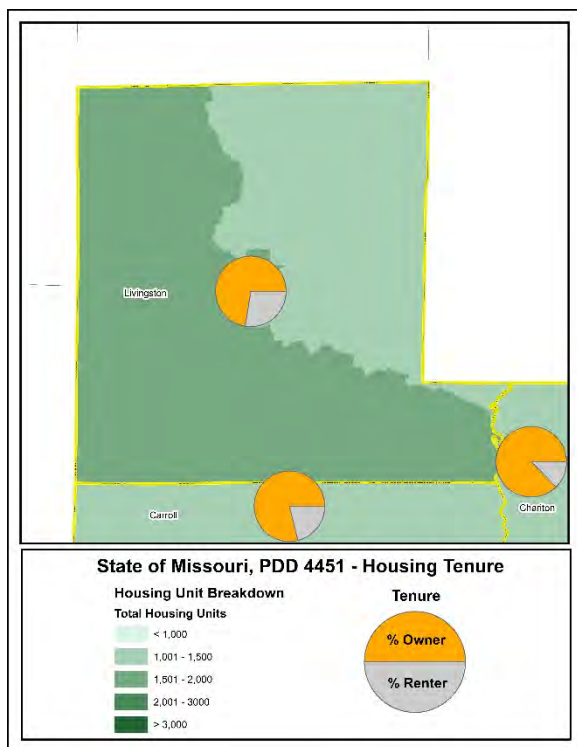 Livingston
Carroll
Chariton
State of Missouri, PDD 4451 - Housing Tenure
Housing Unit Breakdown
Total Housing Units
< 1,000
1,001 - 1,500
1,501 - 2,000
2,001 - 3000
> 3,000
Tenure
% Owner
% Renter